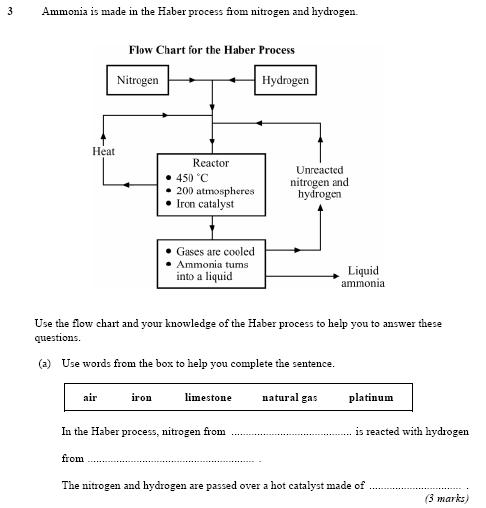 3 Ammonia is made in the Haber process from nitrogen and hydrogen.
Flow Chart for the Haber Process
Nitrogen
Hydrogen
Heat
Reactor
• 450 °C
• 200 atmospheres
• Iron catalyst
Unreacted
nitrogen and
hydrogen
• Gases are cooled
• Ammonia turns
into a liquid
Liquid
ammonia
Use the flow chart and your knowledge of the Haber process to help you to answer these
questions.
(a) Use words from the box to help you complete the sentence.
air iron limestone natural gas platinum
In the Haber process, nitrogen from ........................................ is reacted with hydrogen
from ........................................................ .
The nitrogen and hydrogen are passed over a hot catalyst made of ............................... .
(3 marks)